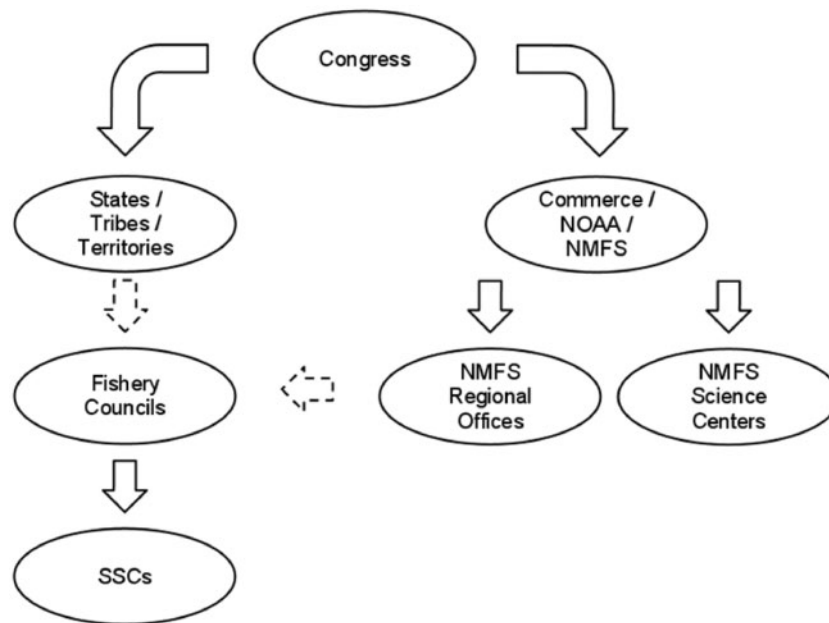 Congress
States /
Tribes /
Territories
Commerce /
NOAA /
NMFS
Fishery
Councils
NMFS
Regional
Offices
NMFS
Science
Centers
SSCs